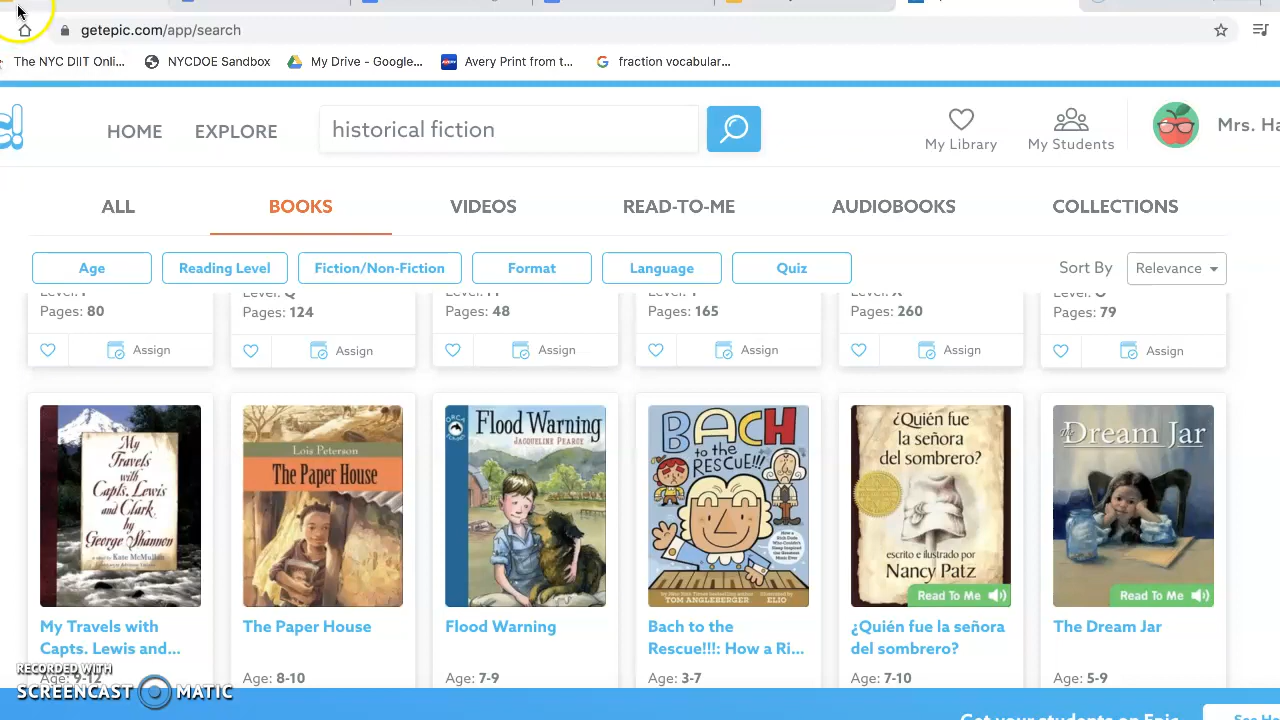 getepic.com/app/search
The NYC DIIT Onli...
NYCDOE Sandbox
My Drive - Google...
Avery Print from t...
fraction vocabular...
HOME
EXPLORE
historical fiction
My Library
My Students
Mrs. Ha
ALL
BOOKS
VIDEOS
READ-TO-ME
AUDIOBOOKS
COLLECTIONS
Age
Reading Level
Fiction/Non-Fiction
Format
Language
Quiz
Sort By
Relevance
Pages: 80
Pages: 124
Pages: 48
Pages: 165
Pages: 260
Pages: 79
Assign
Assign
Assign
Assign
Assign
Assign
My
Travels
with
Capts. Lewis
and Clark,
by
George Shannon
Kate McMullan
Lois Peterson
The Paper House
ORCA
Flood Warning
JACQUELINE PEARCE
BACH
to the
RESCUE!!!
TOM ANGLEBERGER
ELIO
¿Quién fue
la señora
del sombrero?
escrito e ilustrado por
Nancy Patz
Read To Me
the Dream Jar
Read To Me
My Travels with
Capts. Lewis and...
The Paper House
Flood Warning
Bach to the
Rescue!!!: How a Ri...
¿Quién fue la señora
del sombrero?
The Dream Jar
Age: 9-12
Age: 8-10
Age: 7-9
Age: 3-7
Age: 7-10
Age: 5-9
RECORDED WITH
SCREENCAST MATIC
Get your students on Epic